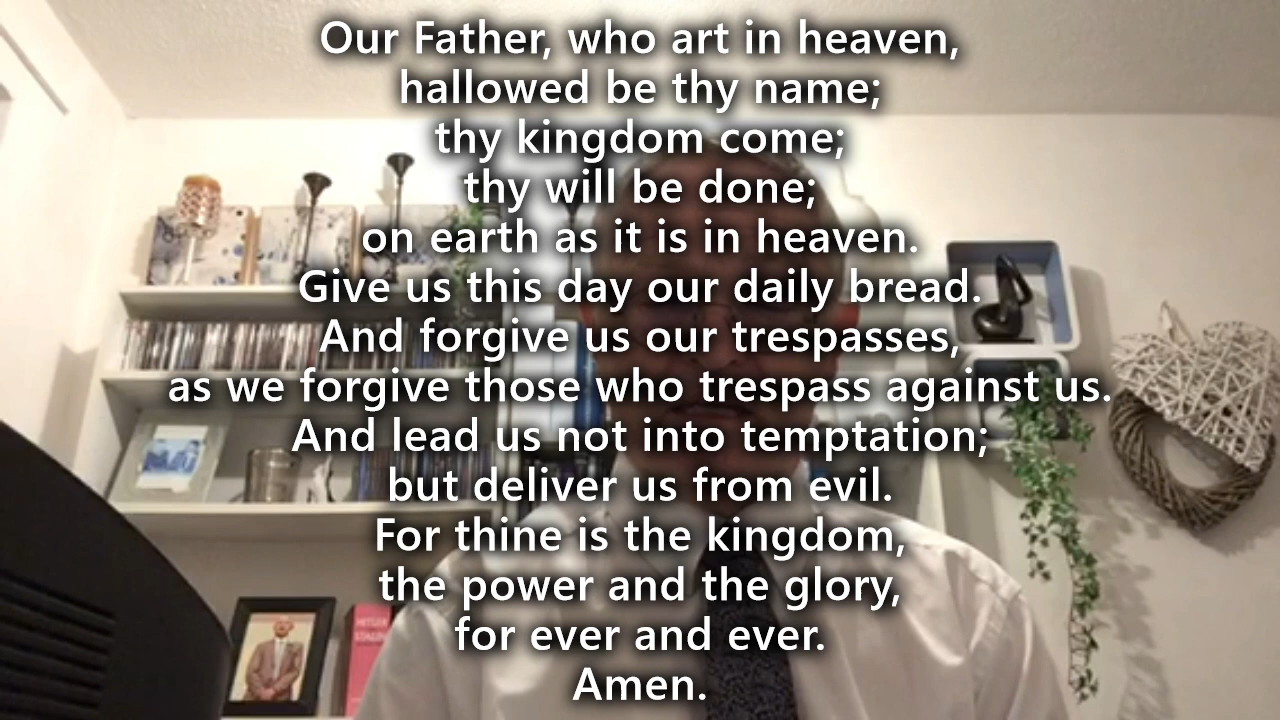 Our Father, who art in heaven,
hallowed be thy name;
thy kingdom come;
thy will be done;
on earth as it is in heaven.
Give us this day our daily bread.
And forgive us our trespasses,
as we forgive those who trespass against us.
And lead us not into temptation;
but deliver us from evil.
For thine is the kingdom,
the power and the glory,
for ever and ever.
Amen.
HITLER